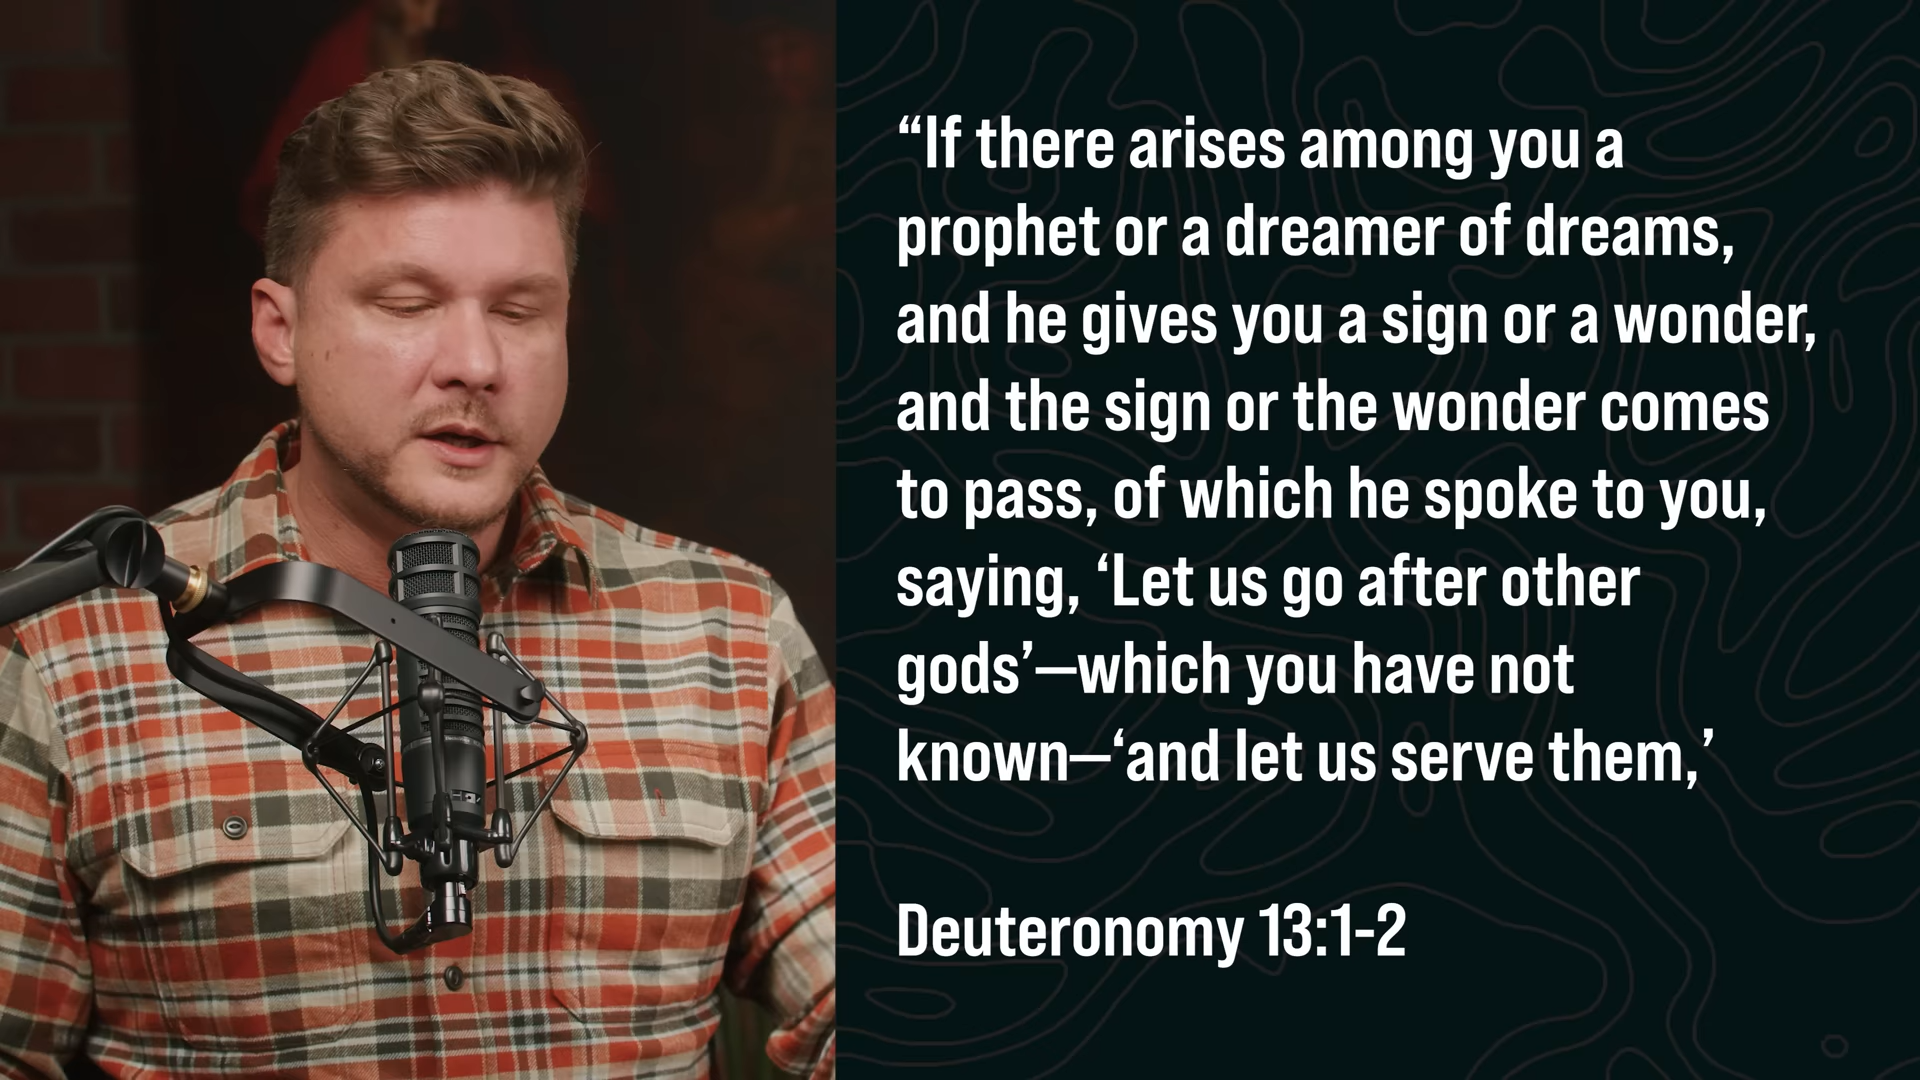 “If there arises among you a
prophet or a dreamer of dreams,
and he gives you a sign or a wonder,
and the sign or the wonder comes
to pass, of which he spoke to you,
saying, ‘Let us go after other
gods’—which you have not
known—‘and let us serve them,’
Deuteronomy 13:1-2